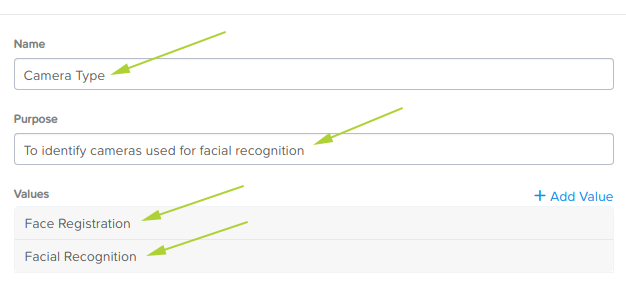 Name
Camera Type
Purpose
To identify cameras used for facial recognition
Values
+ Add Value
Face Registration
Facial Recognition